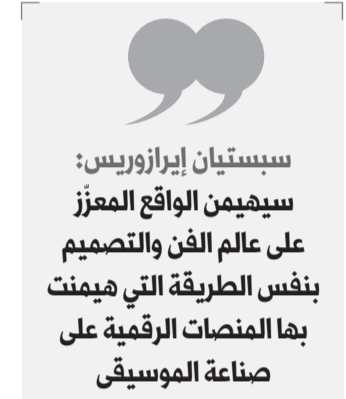 سبستيان إيرازوريس:
سيهيمن الواقع المعزّز
على عالم الفن والتصميم
بنفس الطريقة التي هيمنت
بها المنصات الرقمية على
صناعة الموسيقى